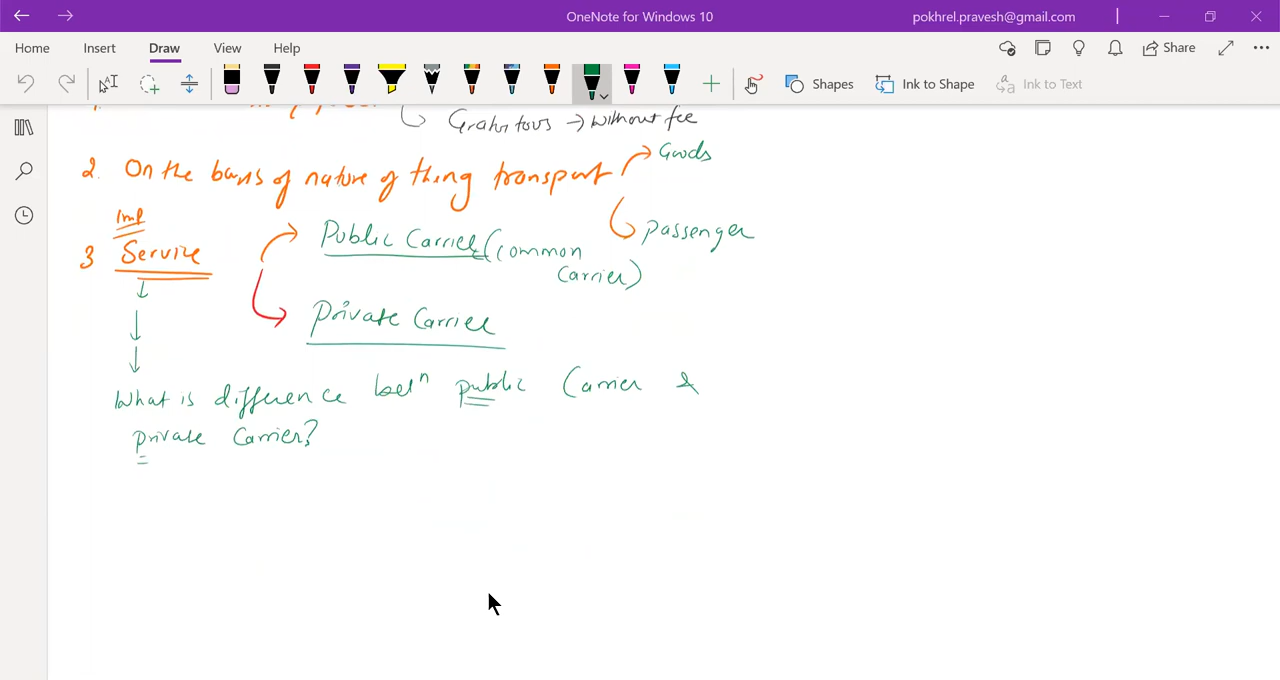 OneNote for Windows 10
pokhrel.pravesh@gmail.com
Home Insert Draw View Help
Share
Shapes
Ink to Shape
Ink to Text
Gratuitous → Without fee
2. On the basis of nature of thing transport
Goods
passenger
Imp
3 Service
Public Carrier (common
carrier)
Private Carrier
What is difference betn public Carrier &
private Carrier?